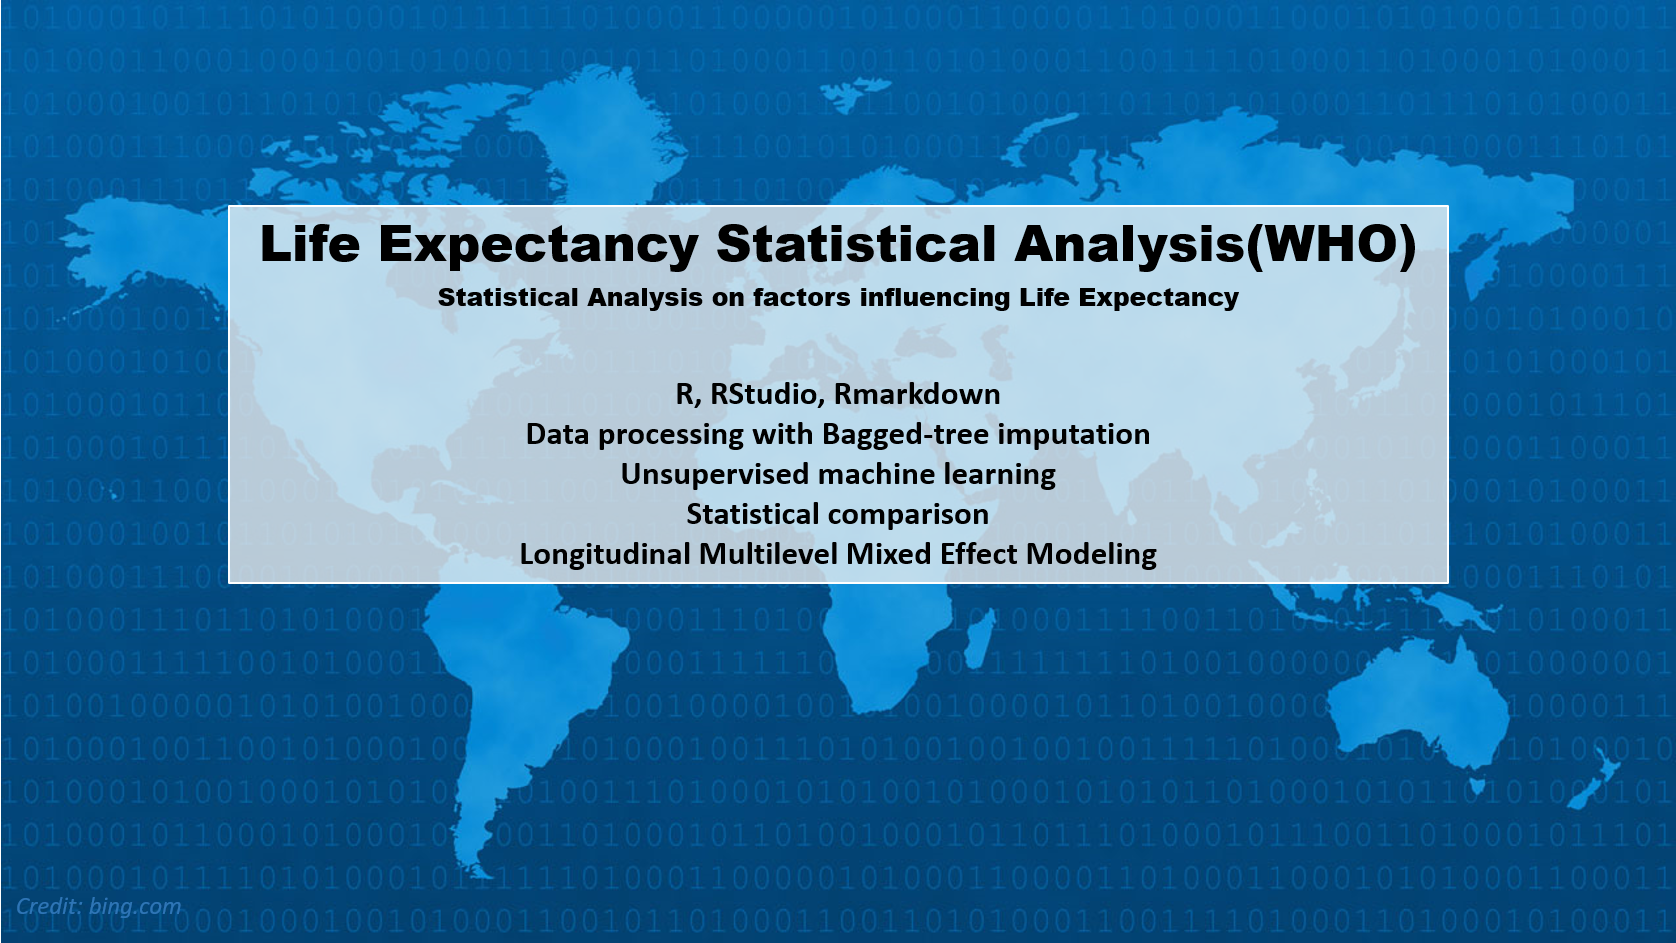 Life Expectancy Statistical Analysis(WHO)
Statistical Analysis on factors influencing Life Expectancy
R, RStudio, Rmarkdown
Data processing with Bagged-tree imputation
Unsupervised machine learning
Statistical comparison
Longitudinal Multilevel Mixed Effect Modeling
Credit: bing.com